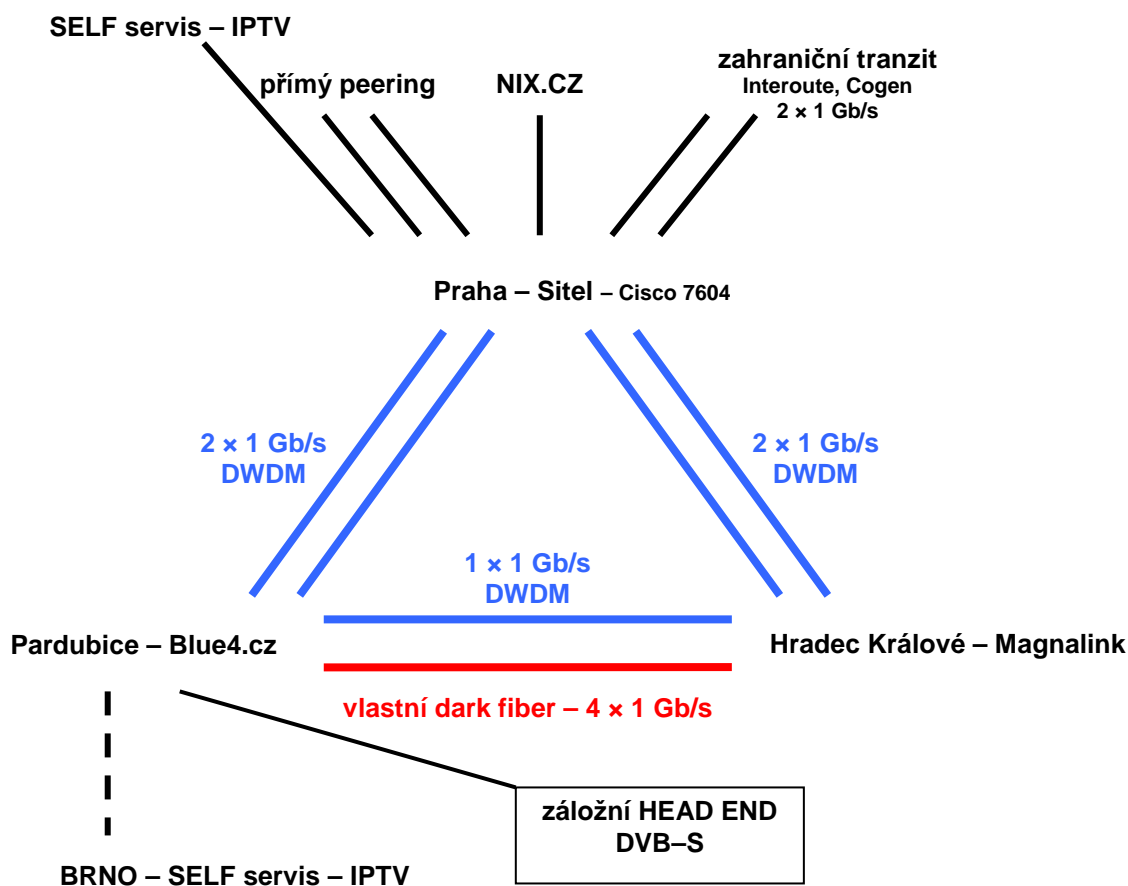 SELF servis – IPTV
přímý peering
NIX.CZ
zahraniční tranzit
Interoute, Cogen
2 × 1 Gb/s
Praha – Sitel – Cisco 7604
2 × 1 Gb/s
DWDM
2 × 1 Gb/s
DWDM
1 × 1 Gb/s
DWDM
Pardubice – Blue4.cz
Hradec Králové – Magnalink
vlastní dark fiber – 4 × 1 Gb/s
záložní HEAD END
DVB–S
BRNO – SELF servis – IPTV